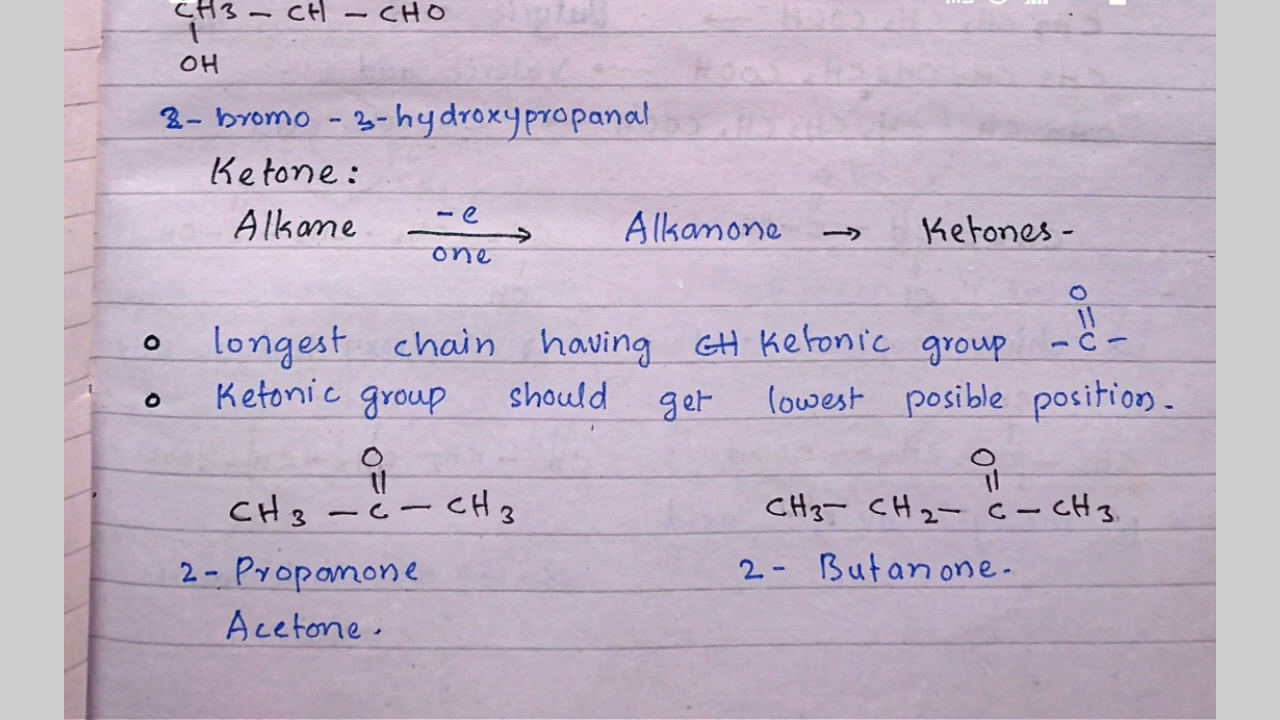 CH3 – CH – CHO
|
OH
2- bromo - 3-hydroxypropanal
Ketone:
Alkane -e one → Alkanone → Ketones-
O
||
longest chain having CH Ketonic group -C-
Ketonic group should get lowest posible position.
O O
|| ||
CH3 – C – CH3 CH3 – CH2 – C – CH3
2- Propanone 2- Butanone.
Acetone.